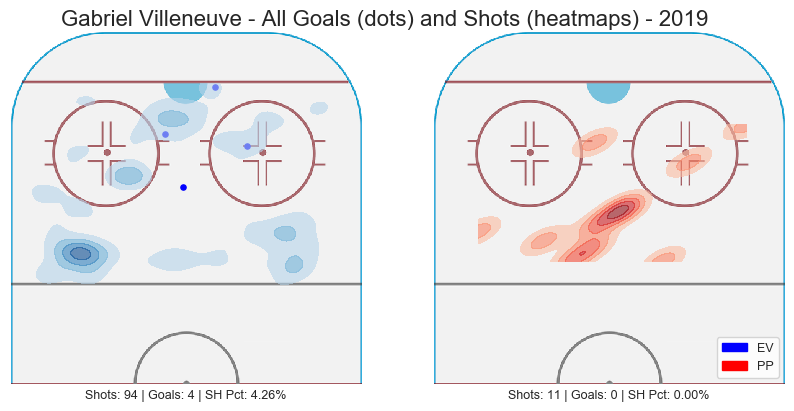 Gabriel Villeneuve - All Goals (dots) and Shots (heatmaps) - 2019
EV
PP
Shots: 94 | Goals: 4 | SH Pct: 4.26%
Shots: 11 | Goals: 0 | SH Pct: 0.00%